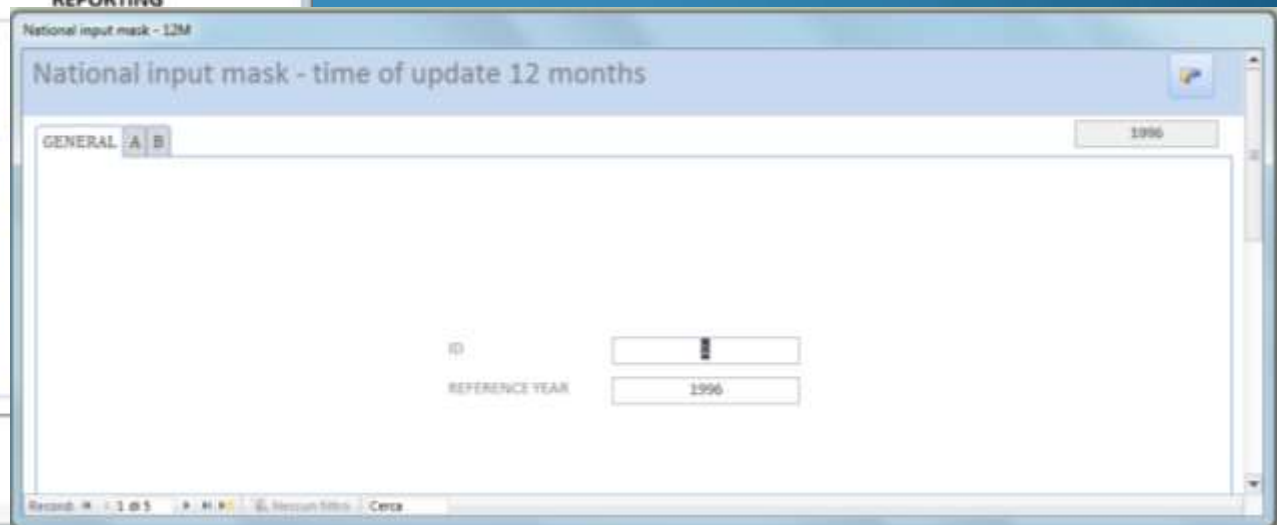 REPORTING
National input mask - 12M
National input mask - time of update 12 months
GENERAL A B
1996
ID
REFERENCE YEAR 1996
Record: 1 di 5 Nessun filtro Cerca